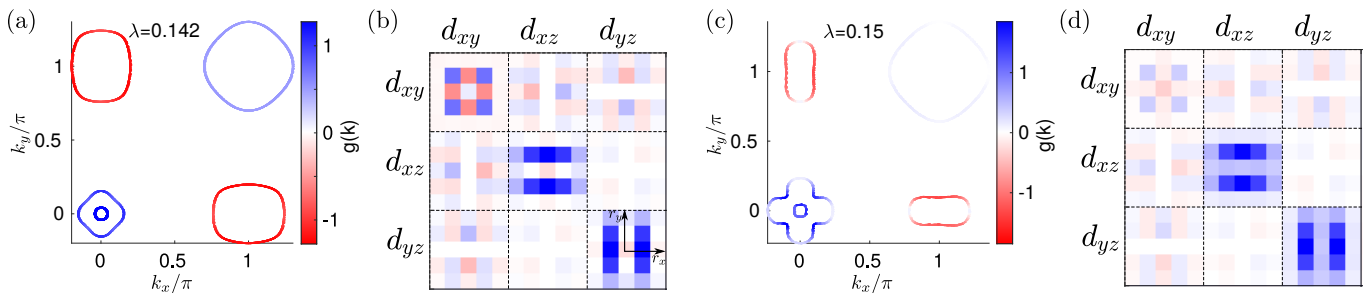 (a)
λ=0.142
1
0.5
0
k_y/π
0
0.5
1
k_x/π
1
0
-1
g(k)
(b)
d_xy d_xz d_yz
d_xy
d_xz
d_yz
r_y
r_x
(c)
λ=0.15
1
0.5
0
k_y/π
0
0.5
1
k_x/π
1
0
-1
g(k)
(d)
d_xy d_xz d_yz
d_xy
d_xz
d_yz